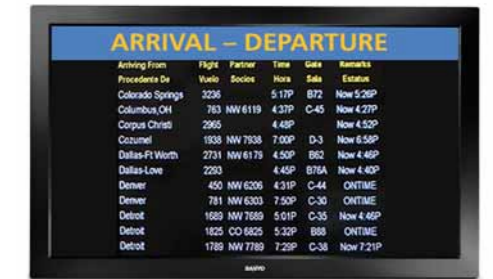 ARRIVAL – DEPARTURE
Arriving From Flight Partner Time Gate Remarks
Procedente De Vuelo Socios Hora Sala Estatus
Colorado Springs 3236 5:17P B72 Now 5:26P
Columbus,OH 763 NW 6119 4:37P C-45 Now 4:27P
Corpus Christi 2965 4:48P Now 4:52P
Cozumel 1938 NW 7938 7:00P D-3 Now 6:58P
Dallas-Ft Worth 2731 NW 6179 4:50P B62 Now 4:46P
Dallas-Love 2293 4:45P B76A Now 4:40P
Denver 450 NW 6206 4:31P C-44 ONTIME
Denver 781 NW 6303 7:50P C-30 ONTIME
Detroit 1689 NW 7689 5:01P C-35 Now 4:46P
Detroit 1825 CO 6825 5:32P B88 ONTIME
Detroit 1789 NW 7789 7:29P C-38 Now 7:21P
SANYO